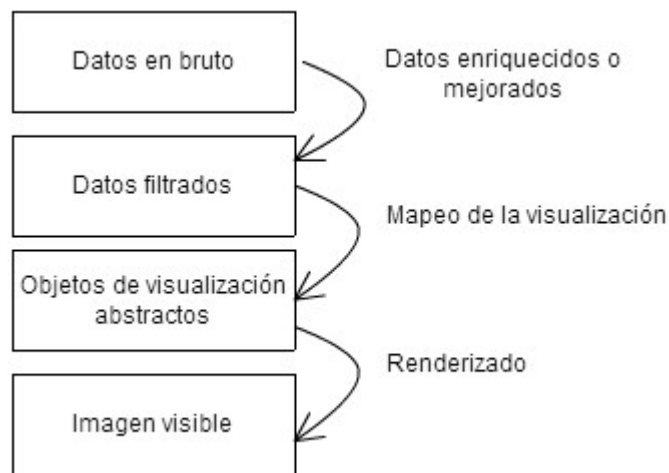 Datos en bruto
Datos enriquecidos o
mejorados
Datos filtrados
Mapeo de la visualización
Objetos de visualización
abstractos
Renderizado
Imagen visible